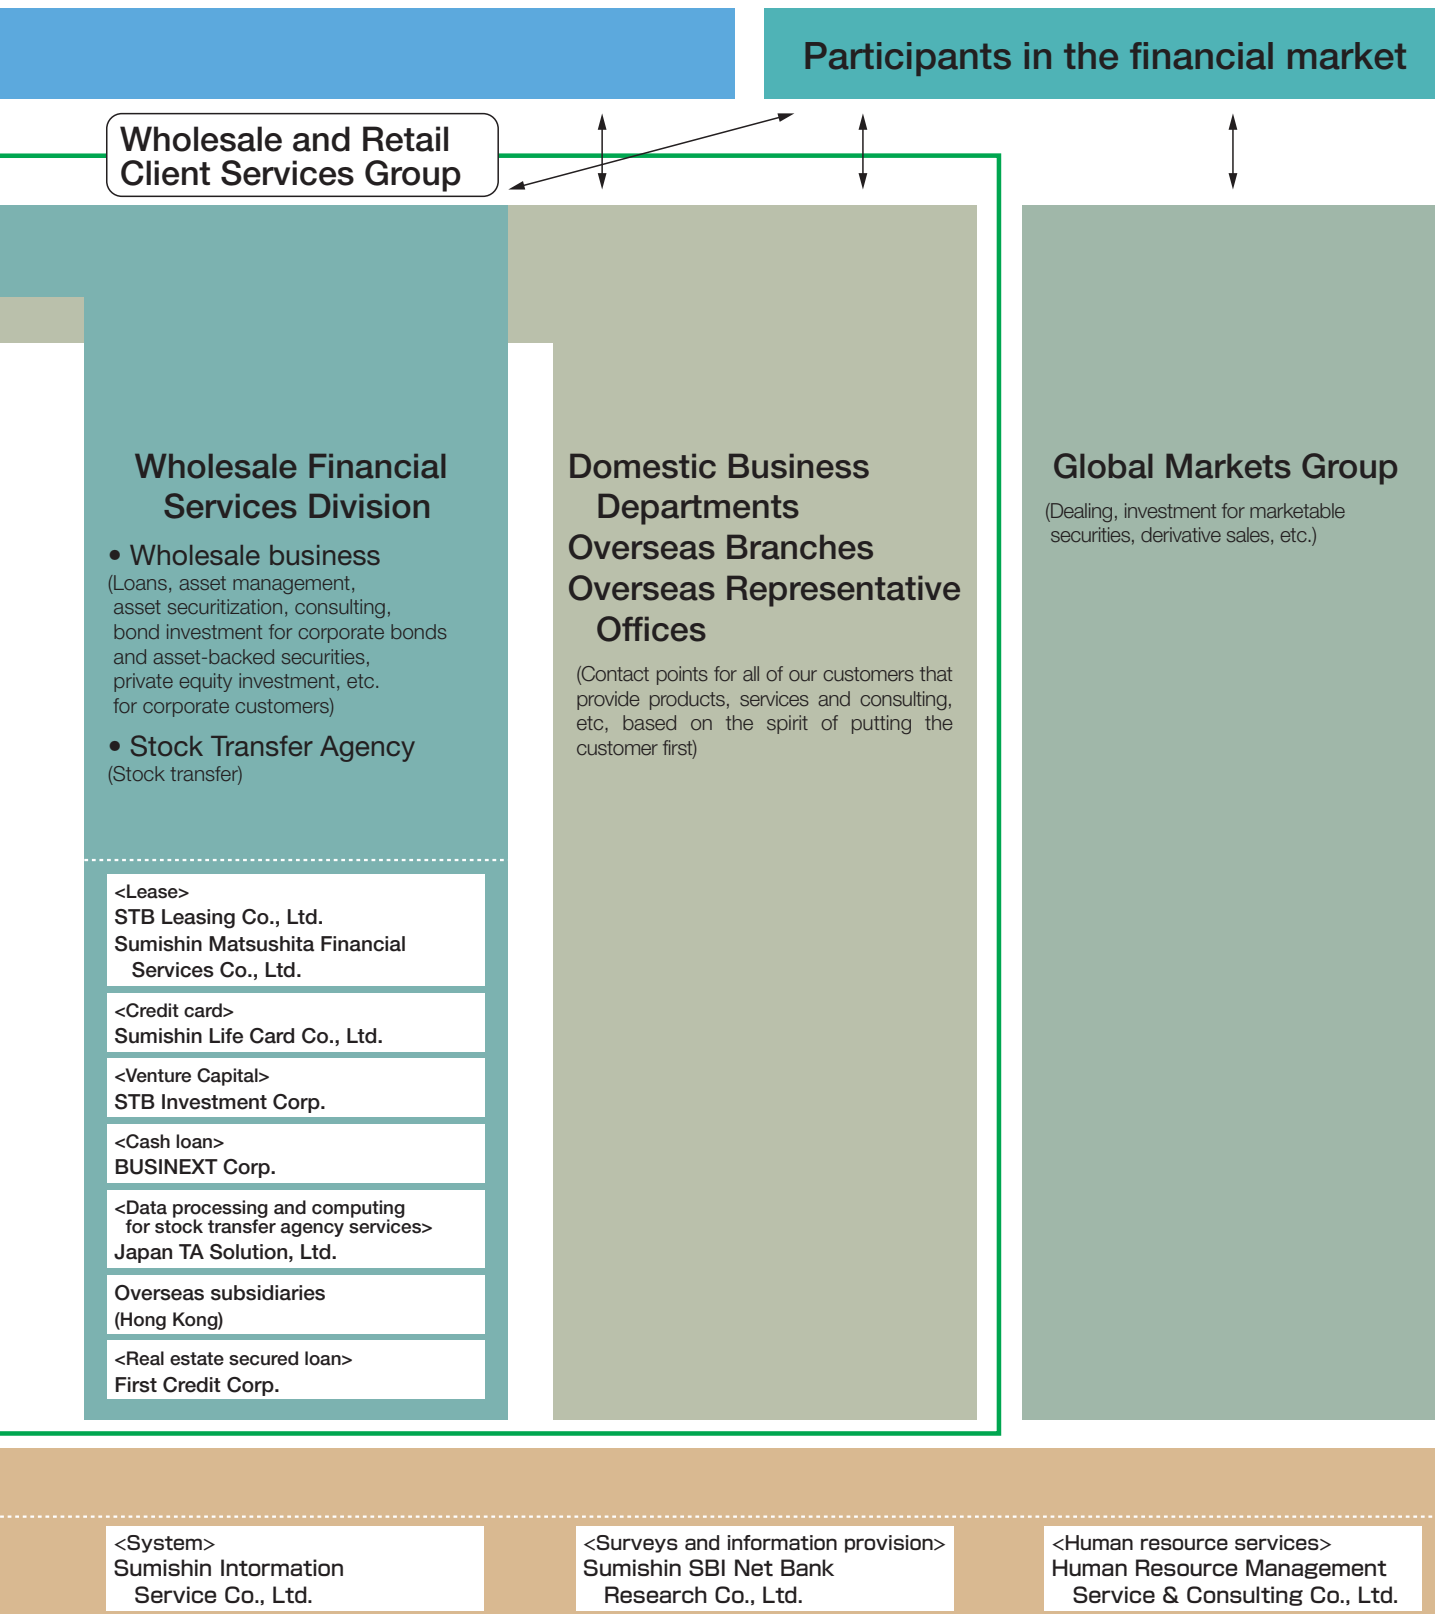 Participants in the financial market
Wholesale and Retail
Client Services Group
Wholesale Financial
Services Division
• Wholesale business
(Loans, asset management,
asset securitization, consulting,
bond investment for corporate bonds
and asset-backed securities,
private equity investment, etc.
for corporate customers)
• Stock Transfer Agency
(Stock transfer)
<Lease>
STB Leasing Co., Ltd.
Sumishin Matsushita Financial
Services Co., Ltd.
<Credit card>
Sumishin Life Card Co., Ltd.
<Venture Capital>
STB Investment Corp.
<Cash loan>
BUSINEXT Corp.
<Data processing and computing
for stock transfer agency services>
Japan TA Solution, Ltd.
Overseas subsidiaries
(Hong Kong)
<Real estate secured loan>
First Credit Corp.
Domestic Business
Departments
Overseas Branches
Overseas Representative
Offices
(Contact points for all of our customers that
provide products, services and consulting,
etc, based on the spirit of putting the
customer first)
Global Markets Group
(Dealing, investment for marketable
securities, derivative sales, etc.)
<System>
Sumishin Intormation
Service Co., Ltd.
<Surveys and information provision>
Sumishin SBI Net Bank
Research Co., Ltd.
<Human resource services>
Human Resource Management
Service & Consulting Co., Ltd.